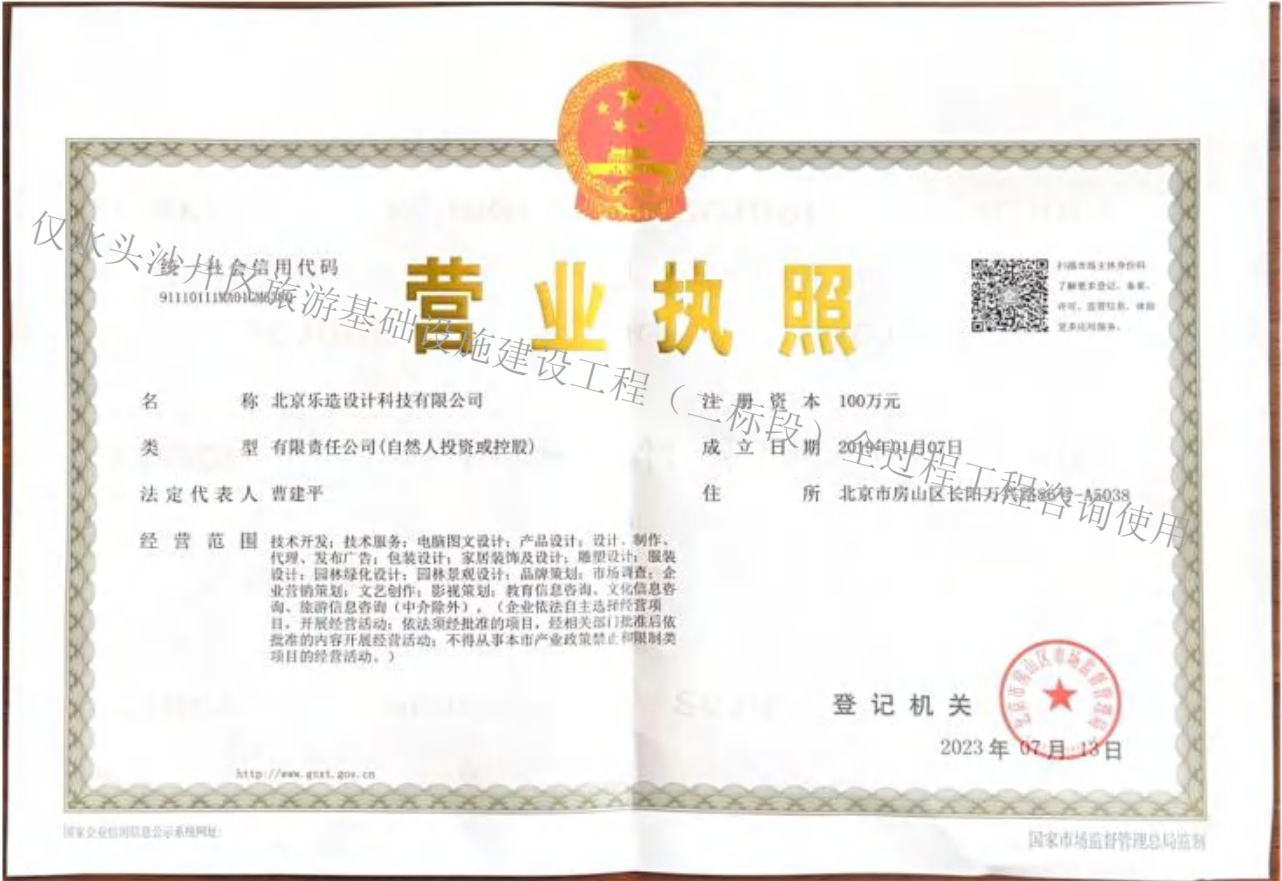 统一社会信用代码
营业执照
扫描市场主体身份码
了解更多登记、备案、
许可、监管信息，体验
更多应用服务。
名 称 北京乐造设计科技有限公司
注册资本 100万元
类 型 有限责任公司(自然人投资或控股)
成立日期 2019年01月07日
法定代表人 曹建平
住 所 北京市房山区长阳万兴路86号-A5038
经营范围 技术开发；技术服务；电脑图文设计；产品设计；设计、制作、
代理、发布广告；包装设计；家居装饰及设计；雕塑设计；服装
设计；园林绿化设计；园林景观设计；品牌策划；市场调查；企
业营销策划；文艺创作；影视策划；教育信息咨询、文化信息咨
询、旅游信息咨询（中介除外）。（企业依法自主选择经营项
目，开展经营活动；依法须经批准的项目，经相关部门批准后依
批准的内容开展经营活动；不得从事本市产业政策禁止和限制类
项目的经营活动。）
登记机关
北京市房山区市场监督管理局
2023年 07月 13日
http://www.gsxt.gov.cn
国家企业信用信息公示系统网址:
国家市场监督管理总局监制
仅水头沙片区旅游基础设施建设工程（二标段）全过程工程咨询使用